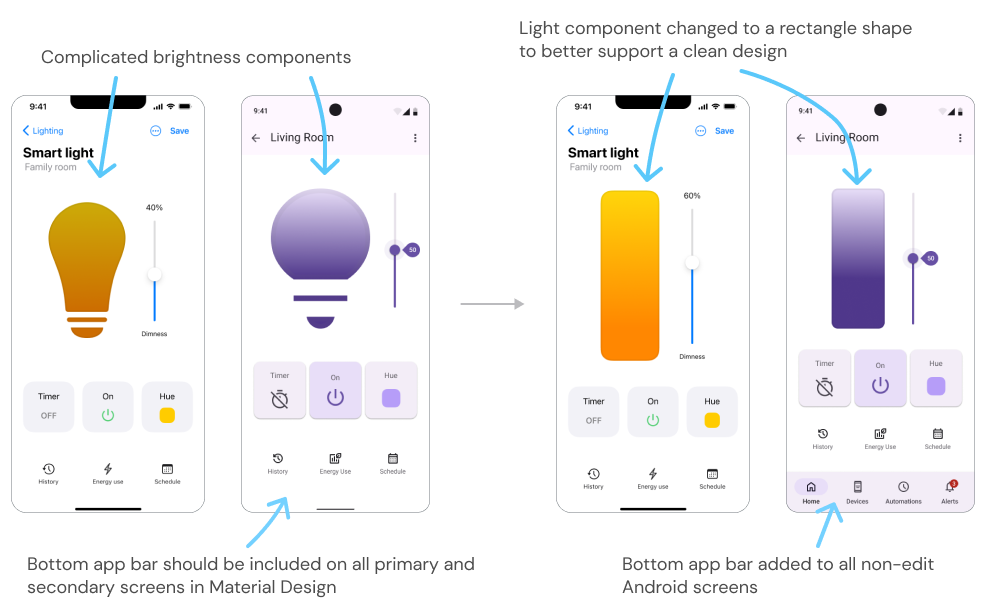 Complicated brightness components
Light component changed to a rectangle shape
to better support a clean design
9:41
Lighting
Save
Smart light
Family room
40%
Dimness
Timer
OFF
On
Hue
History
Energy use
Schedule
9:41
Living Room
50
Timer
On
Hue
History
Energy Use
Schedule
9:41
Lighting
Save
Smart light
Family room
60%
Dimness
Timer
OFF
On
Hue
History
Energy use
Schedule
9:41
Living Room
50
Timer
On
Hue
History
Energy Use
Schedule
Home
Devices
Automations
3
Alerts
Bottom app bar should be included on all primary and
secondary screens in Material Design
Bottom app bar added to all non-edit
Android screens